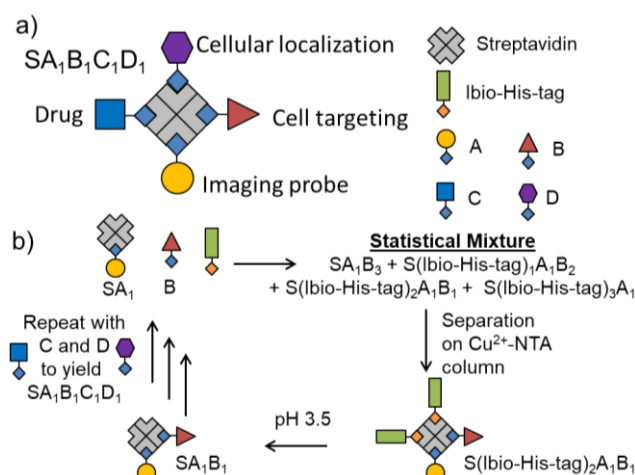 a)
SA₁B₁C₁D₁
Cellular localization
Drug
Cell targeting
Imaging probe
Streptavidin
Ibio-His-tag
A
B
C
D
b)
SA₁
B
Statistical Mixture
SA₁B₃ + S(Ibio-His-tag)₁A₁B₂
+ S(Ibio-His-tag)₂A₁B₁ + S(Ibio-His-tag)₃A₁
Repeat with
C and D
to yield
SA₁B₁C₁D₁
Separation
on Cu²⁺-NTA
column
pH 3.5
SA₁B₁
S(Ibio-His-tag)₂A₁B₁